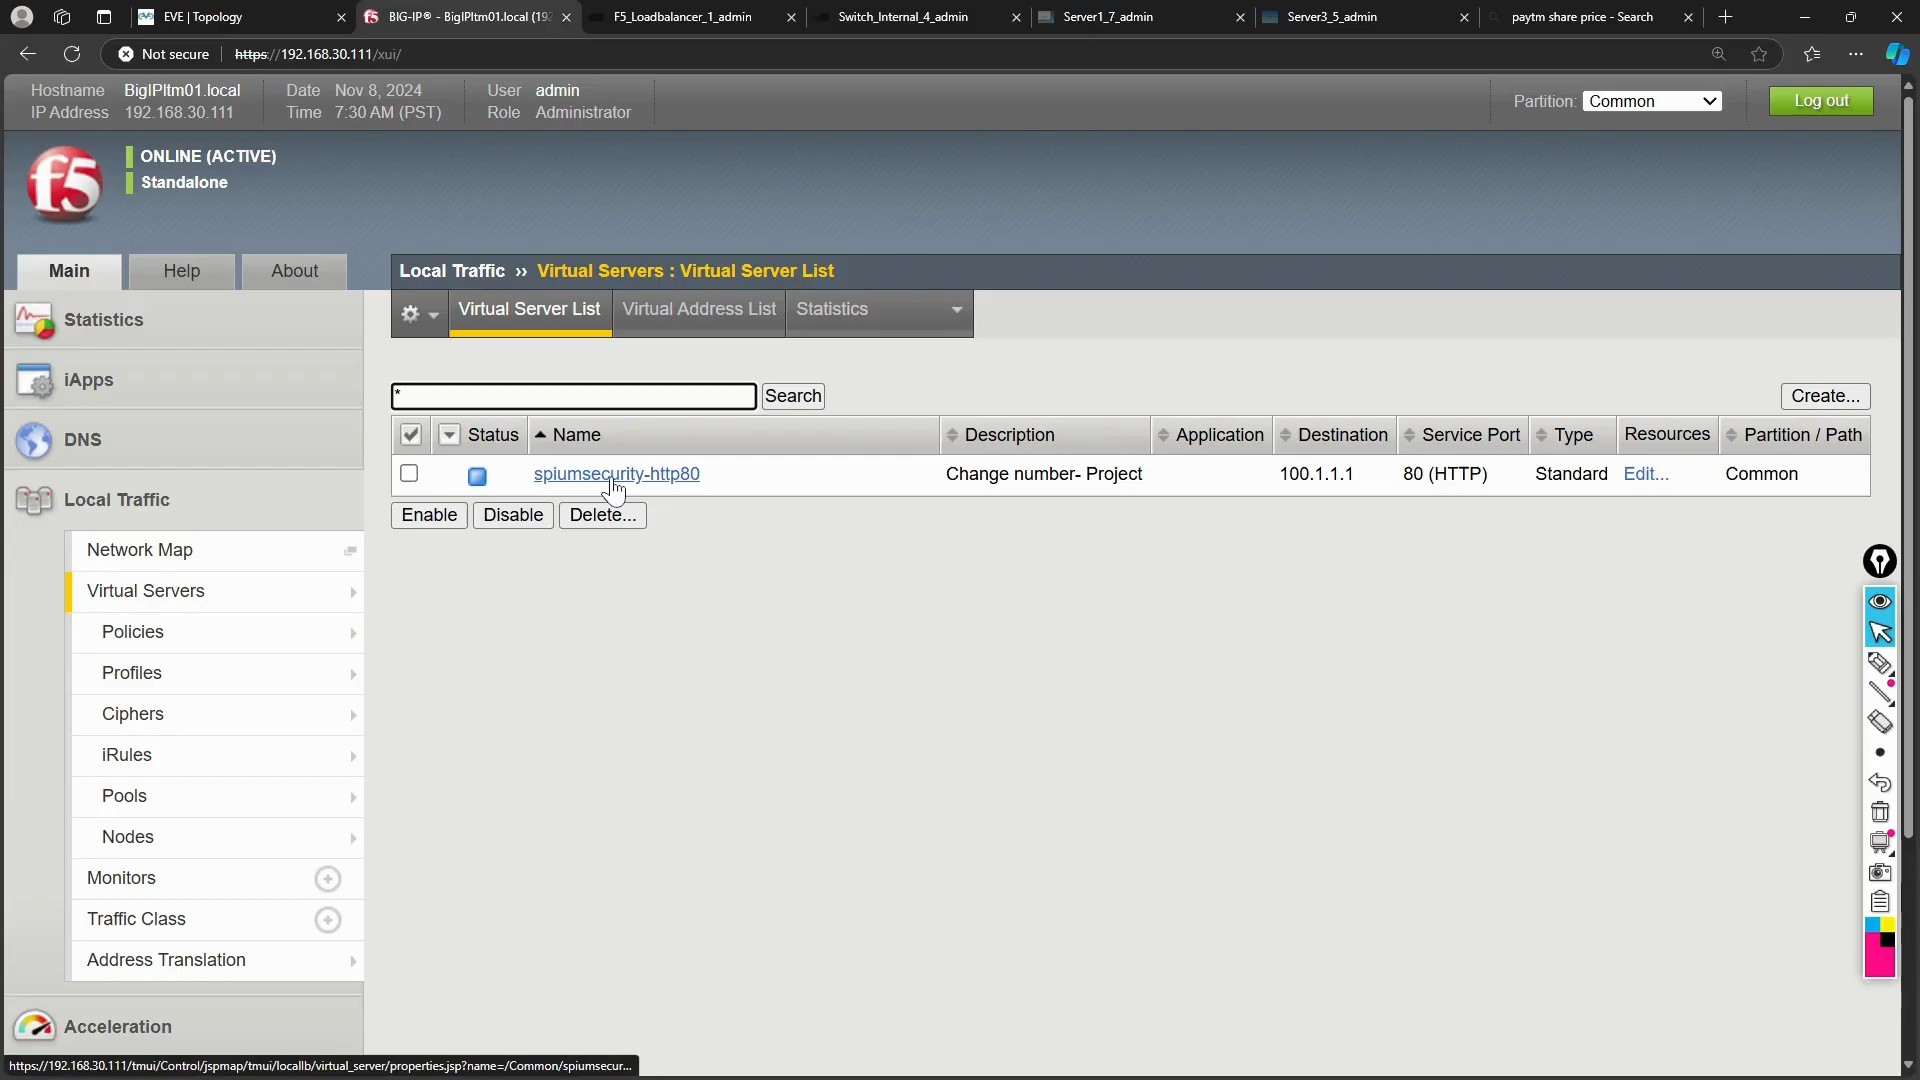 EVE | Topology
BIG-IP® - BigIPltm01.local (192
F5_Loadbalancer_1_admin
Switch_Internal_4_admin
Server1_7_admin
Server3_5_admin
paytm share price - Search
Not secure
https://192.168.30.111/xui/
Hostname BigIPltm01.local
IP Address 192.168.30.111
Date Nov 8, 2024
Time 7:30 AM (PST)
User admin
Role Administrator
Partition: Common
Log out
f5
ONLINE (ACTIVE)
Standalone
Main
Help
About
Local Traffic ›› Virtual Servers : Virtual Server List
Statistics
iApps
DNS
Local Traffic
Network Map
Virtual Servers
Policies
Profiles
Ciphers
iRules
Pools
Nodes
Monitors
Traffic Class
Address Translation
Acceleration
Virtual Server List
Virtual Address List
Statistics
*
Search
Create...
Status Name Description Application Destination Service Port Type Resources Partition / Path
spiumsecurity-http80 Change number- Project 100.1.1.1 80 (HTTP) Standard Edit... Common
Enable Disable Delete...
https://192.168.30.111/tmui/Control/jspmap/tmui/locallb/virtual_server/properties.jsp?name=/Common/spiumsecur...